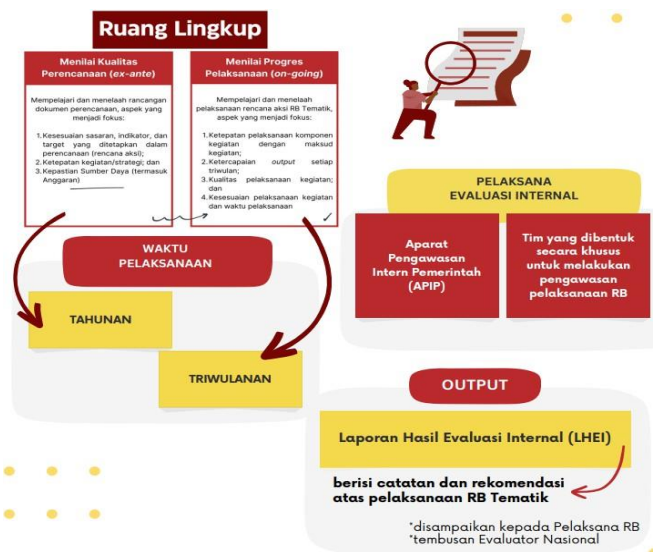 Ruang Lingkup
Menilai Kualitas
Perencanaan (ex-ante)
Mempelajari dan menelaah rancangan
dokumen perencanaan, aspek yang
menjadi fokus:
1. Kesesuaian sasaran, indikator, dan
target yang ditetapkan dalam
perencanaan (rencana aksi);
2. Ketepatan kegiatan/strategi; dan
3. Kepastian Sumber Daya (termasuk
Anggaran)
Menilai Progres
Pelaksanaan (on-going)
Mempelajari dan menelaah
pelaksanaan rencana aksi RB Tematik,
aspek yang menjadi fokus:
1. Ketepatan pelaksanaan komponen
kegiatan dengan maksud
kegiatan;
2. Ketercapaian output setiap
triwulan;
3. Kualitas pelaksanaan kegiatan;
dan
4. Kesesuaian pelaksanaan kegiatan
dan waktu pelaksanaan
WAKTU
PELAKSANAAN
TAHUNAN
TRIWULANAN
PELAKSANA
EVALUASI INTERNAL
Aparat
Pengawasan
Intern Pemerintah
(APIP)
Tim yang dibentuk
secara khusus
untuk melakukan
pengawasan
pelaksanaan RB
OUTPUT
Laporan Hasil Evaluasi Internal (LHEI)
berisi catatan dan rekomendasi
atas pelaksanaan RB Tematik
*disampaikan kepada Pelaksana RB
*tembusan Evaluator Nasional